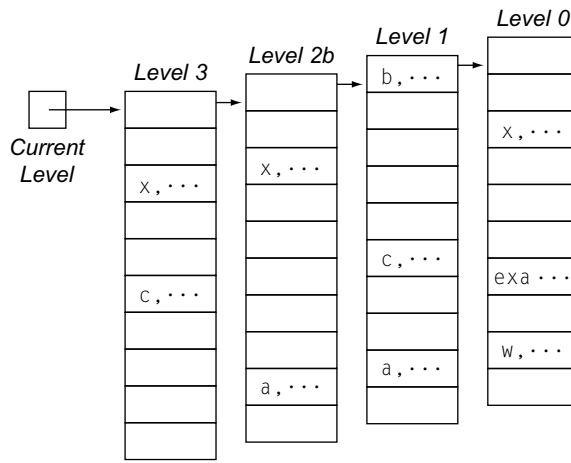 Level 3
Level 2b
Level 1
Level 0
Current
Level
x, ···
c, ···
x, ···
a, ···
b, ···
c, ···
a, ···
x, ···
exa ···
w, ···